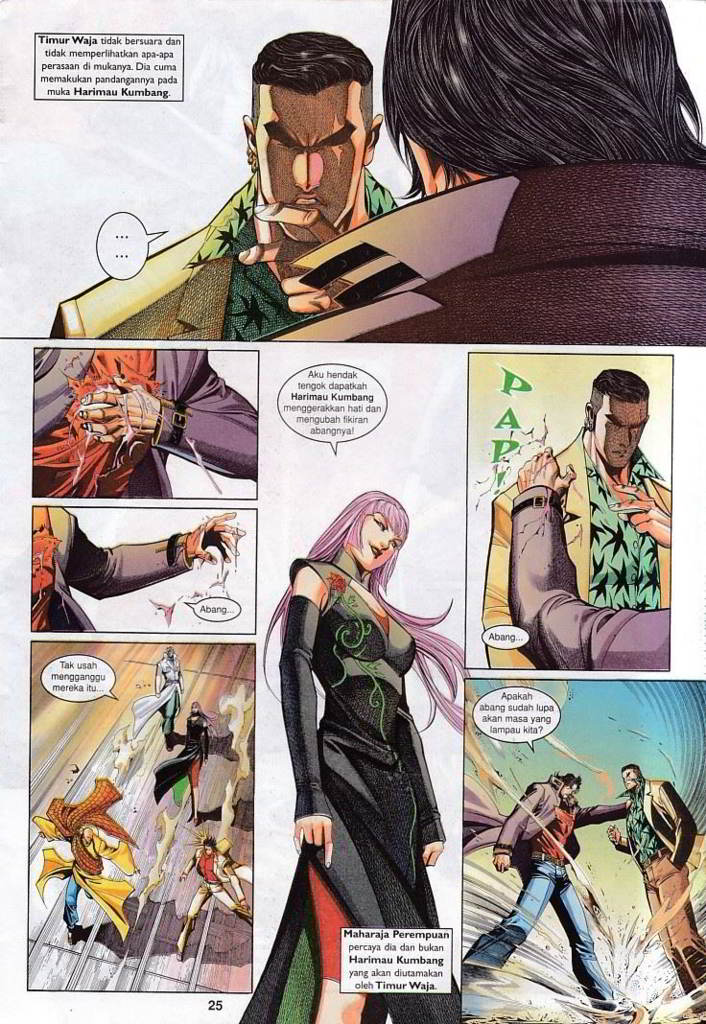 Timur Waja tidak bersuara dan
tidak memperlihatkan apa-apa
perasaan di mukanya. Dia cuma
memakukan pandangannya pada
muka Harimau Kumbang.
...
...
Aku hendak
tengok dapatkah
Harimau Kumbang
menggerakkan hati dan
mengubah fikiran
abangnya!
PAP!
Abang...
Abang...
Tak usah
mengganggu
mereka itu...
Apakah
abang sudah lupa
akan masa yang
lampau kita?
Maharaja Perempuan
percaya dia dan bukan
Harimau Kumbang
yang akan diutamakan
oleh Timur Waja.
25